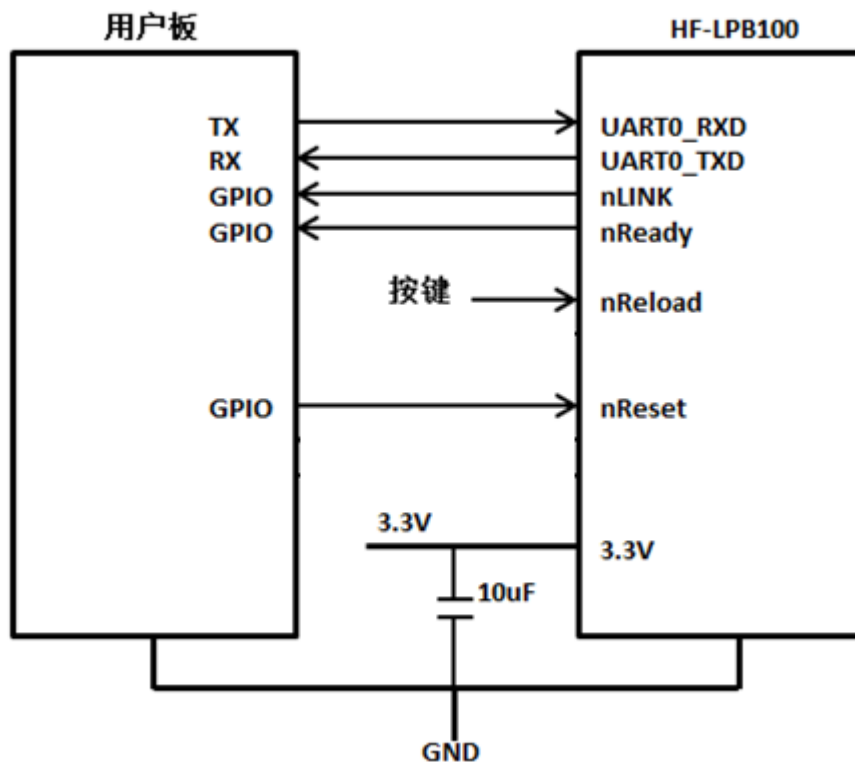 用户板
HF-LPB100
TX
UART0_RXD
RX
UART0_TXD
GPIO
nLINK
GPIO
nReady
按键
nReload
GPIO
nReset
3.3V
3.3V
10uF
GND